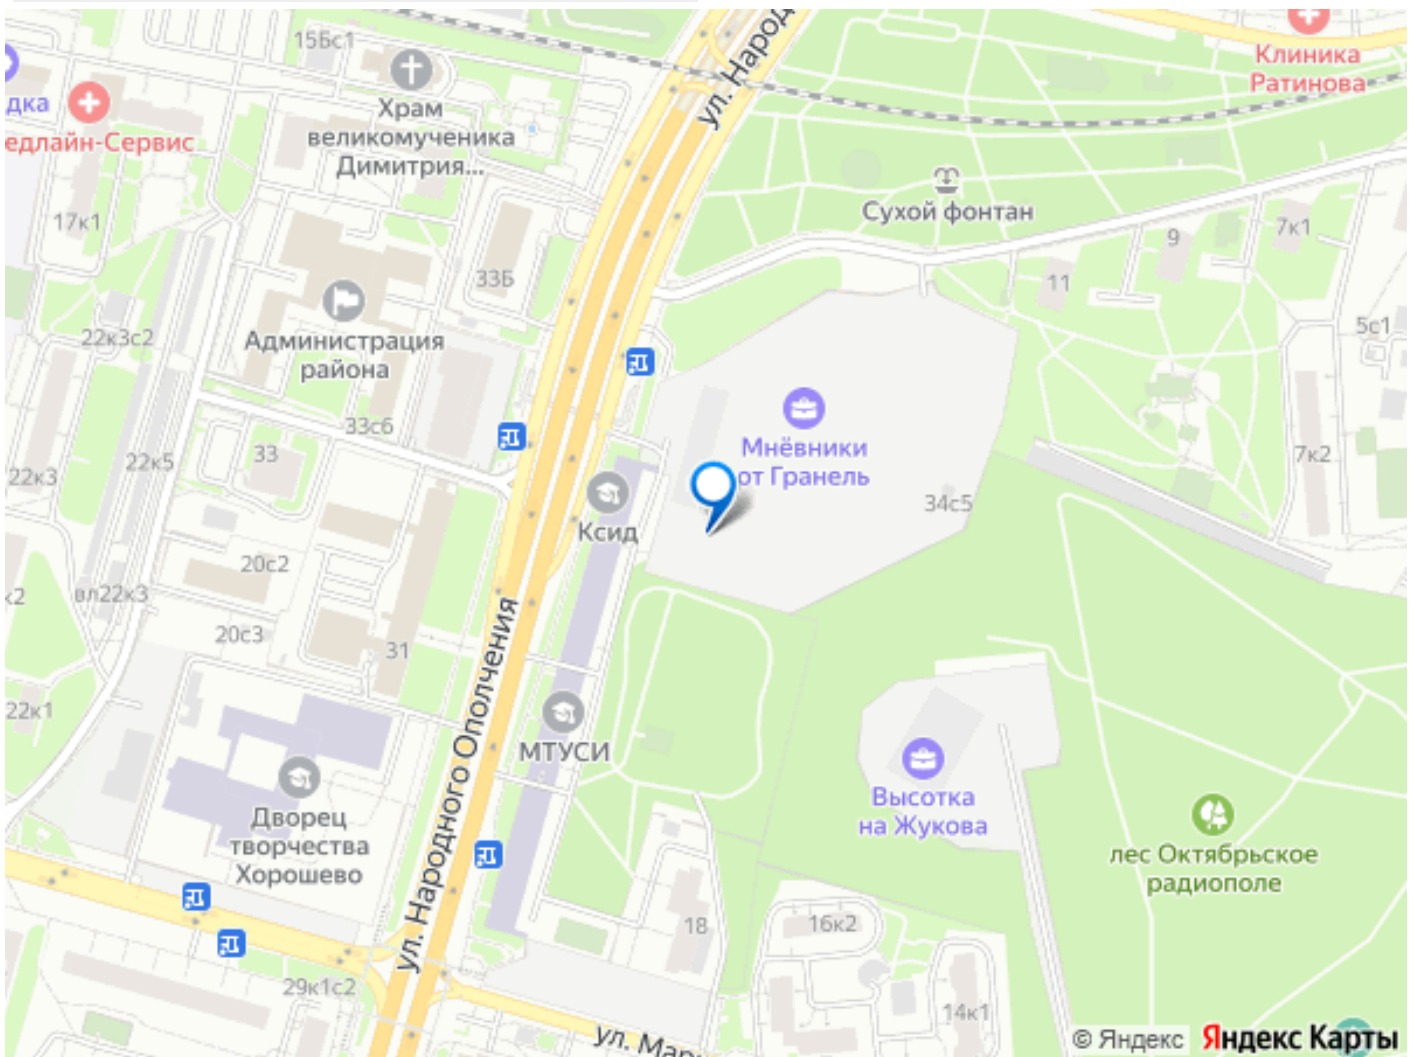 15Бс1
ул. Народ
Клиника
Ратинова
дка
едлайн-Сервис
Храм
великомученика
Димитрия...
17к1
Сухой фонтан
9
7к1
11
33Б
5с1
22к3с2
Администрация
района
33с6
33
22к5
22к3
Мнёвники
от Гранель
7к2
34с5
Ксид
20с2
к2
вл22к3
20с3
31
ул. Народного Ополчения
22к1
МТУСИ
Высотка
на Жукова
Дворец
творчества
Хорошево
лес Октябрьское
радиополе
18
16к2
29к1с2
14к1
ул. Мар
© Яндекс Яндекс Карты